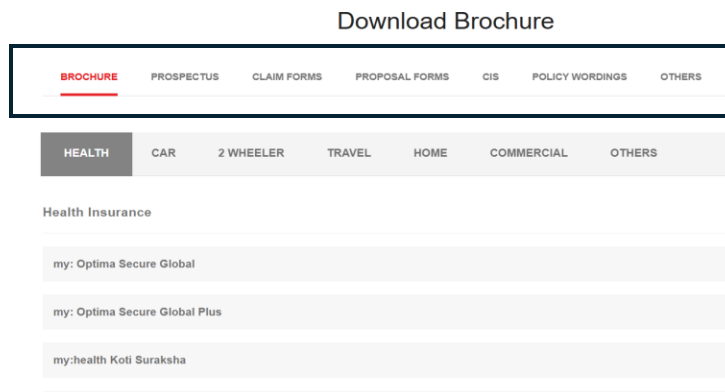 Download Brochure
BROCHURE PROSPECTUS CLAIM FORMS PROPOSAL FORMS CIS POLICY WORDINGS OTHERS
HEALTH CAR 2 WHEELER TRAVEL HOME COMMERCIAL OTHERS
Health Insurance
my: Optima Secure Global
my: Optima Secure Global Plus
my:health Koti Suraksha